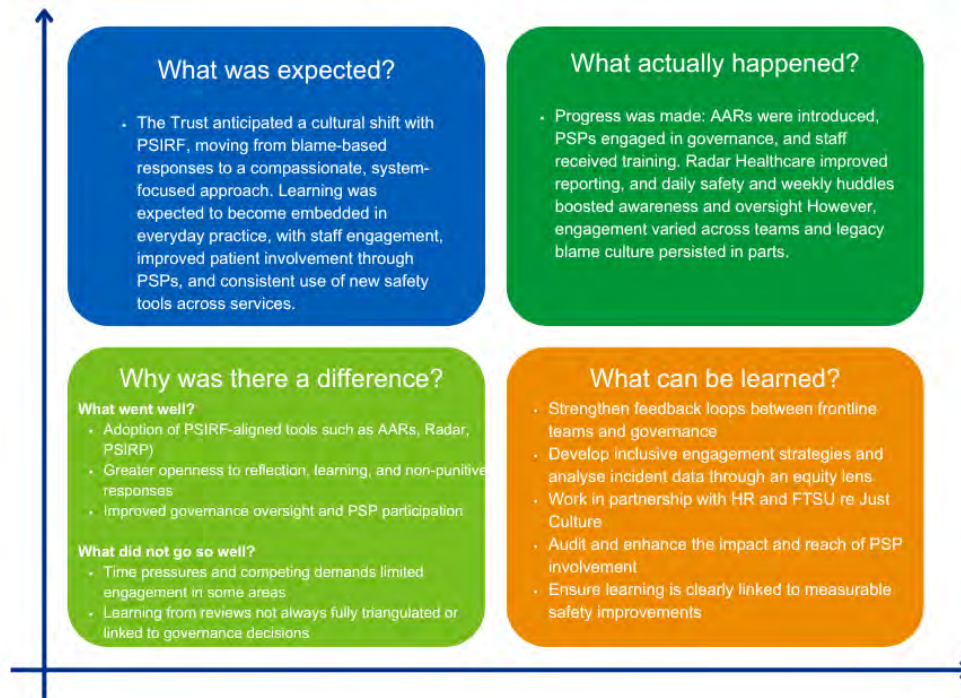 What was expected?
• The Trust anticipated a cultural shift with
PSIRF, moving from blame-based
responses to a compassionate, system-
focused approach. Learning was
expected to become embedded in
everyday practice, with staff engagement,
improved patient involvement through
PSPs, and consistent use of new safety
tools across services.
What actually happened?
• Progress was made: AARs were introduced,
PSPs engaged in governance, and staff
received training. Radar Healthcare improved
reporting, and daily safety and weekly huddles
boosted awareness and oversight However,
engagement varied across teams and legacy
blame culture persisted in parts.
Why was there a difference?
What went well?
• Adoption of PSIRF-aligned tools such as AARs, Radar,
PSIRP)
• Greater openness to reflection, learning, and non-punitive
responses
• Improved governance oversight and PSP participation
What did not go so well?
• Time pressures and competing demands limited
engagement in some areas
• Learning from reviews not always fully triangulated or
linked to governance decisions
What can be learned?
• Strengthen feedback loops between frontline
teams and governance
• Develop inclusive engagement strategies and
analyse incident data through an equity lens
• Work in partnership with HR and FTSU re Just
Culture
• Audit and enhance the impact and reach of PSP
involvement
• Ensure learning is clearly linked to measurable
safety improvements